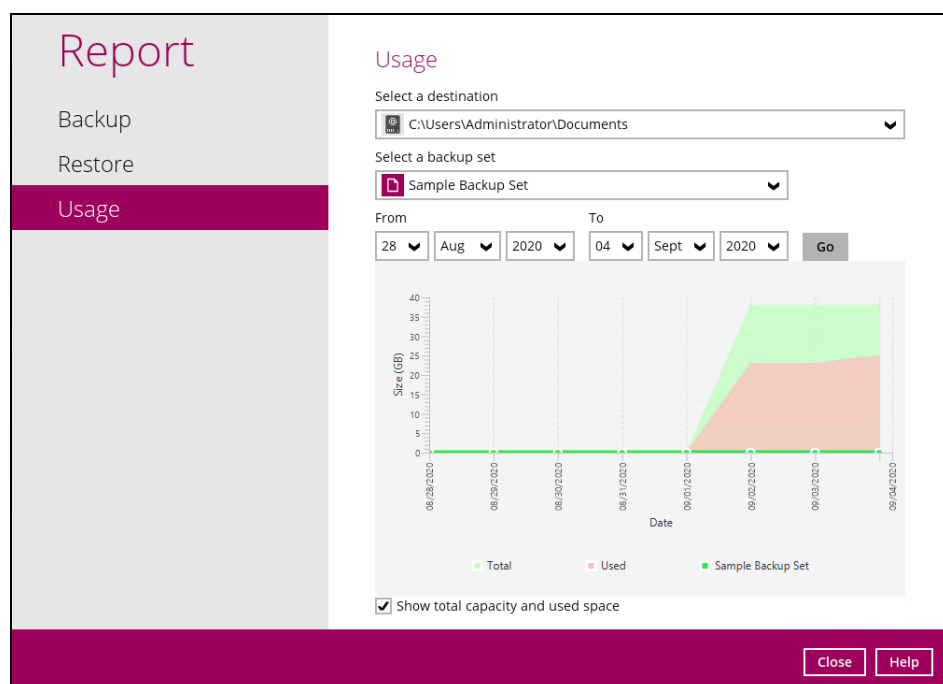 Report
Backup
Restore
Usage
Usage
Select a destination
C:\Users\Administrator\Documents
Select a backup set
Sample Backup Set
From To
28 Aug 2020 04 Sept 2020 Go
40
35
30
25
20
15
10
5
0
Size (GB)
08/28/2020 08/29/2020 08/30/2020 08/31/2020 09/01/2020 09/02/2020 09/03/2020 09/04/2020
Date
Total Used Sample Backup Set
Show total capacity and used space
Close Help